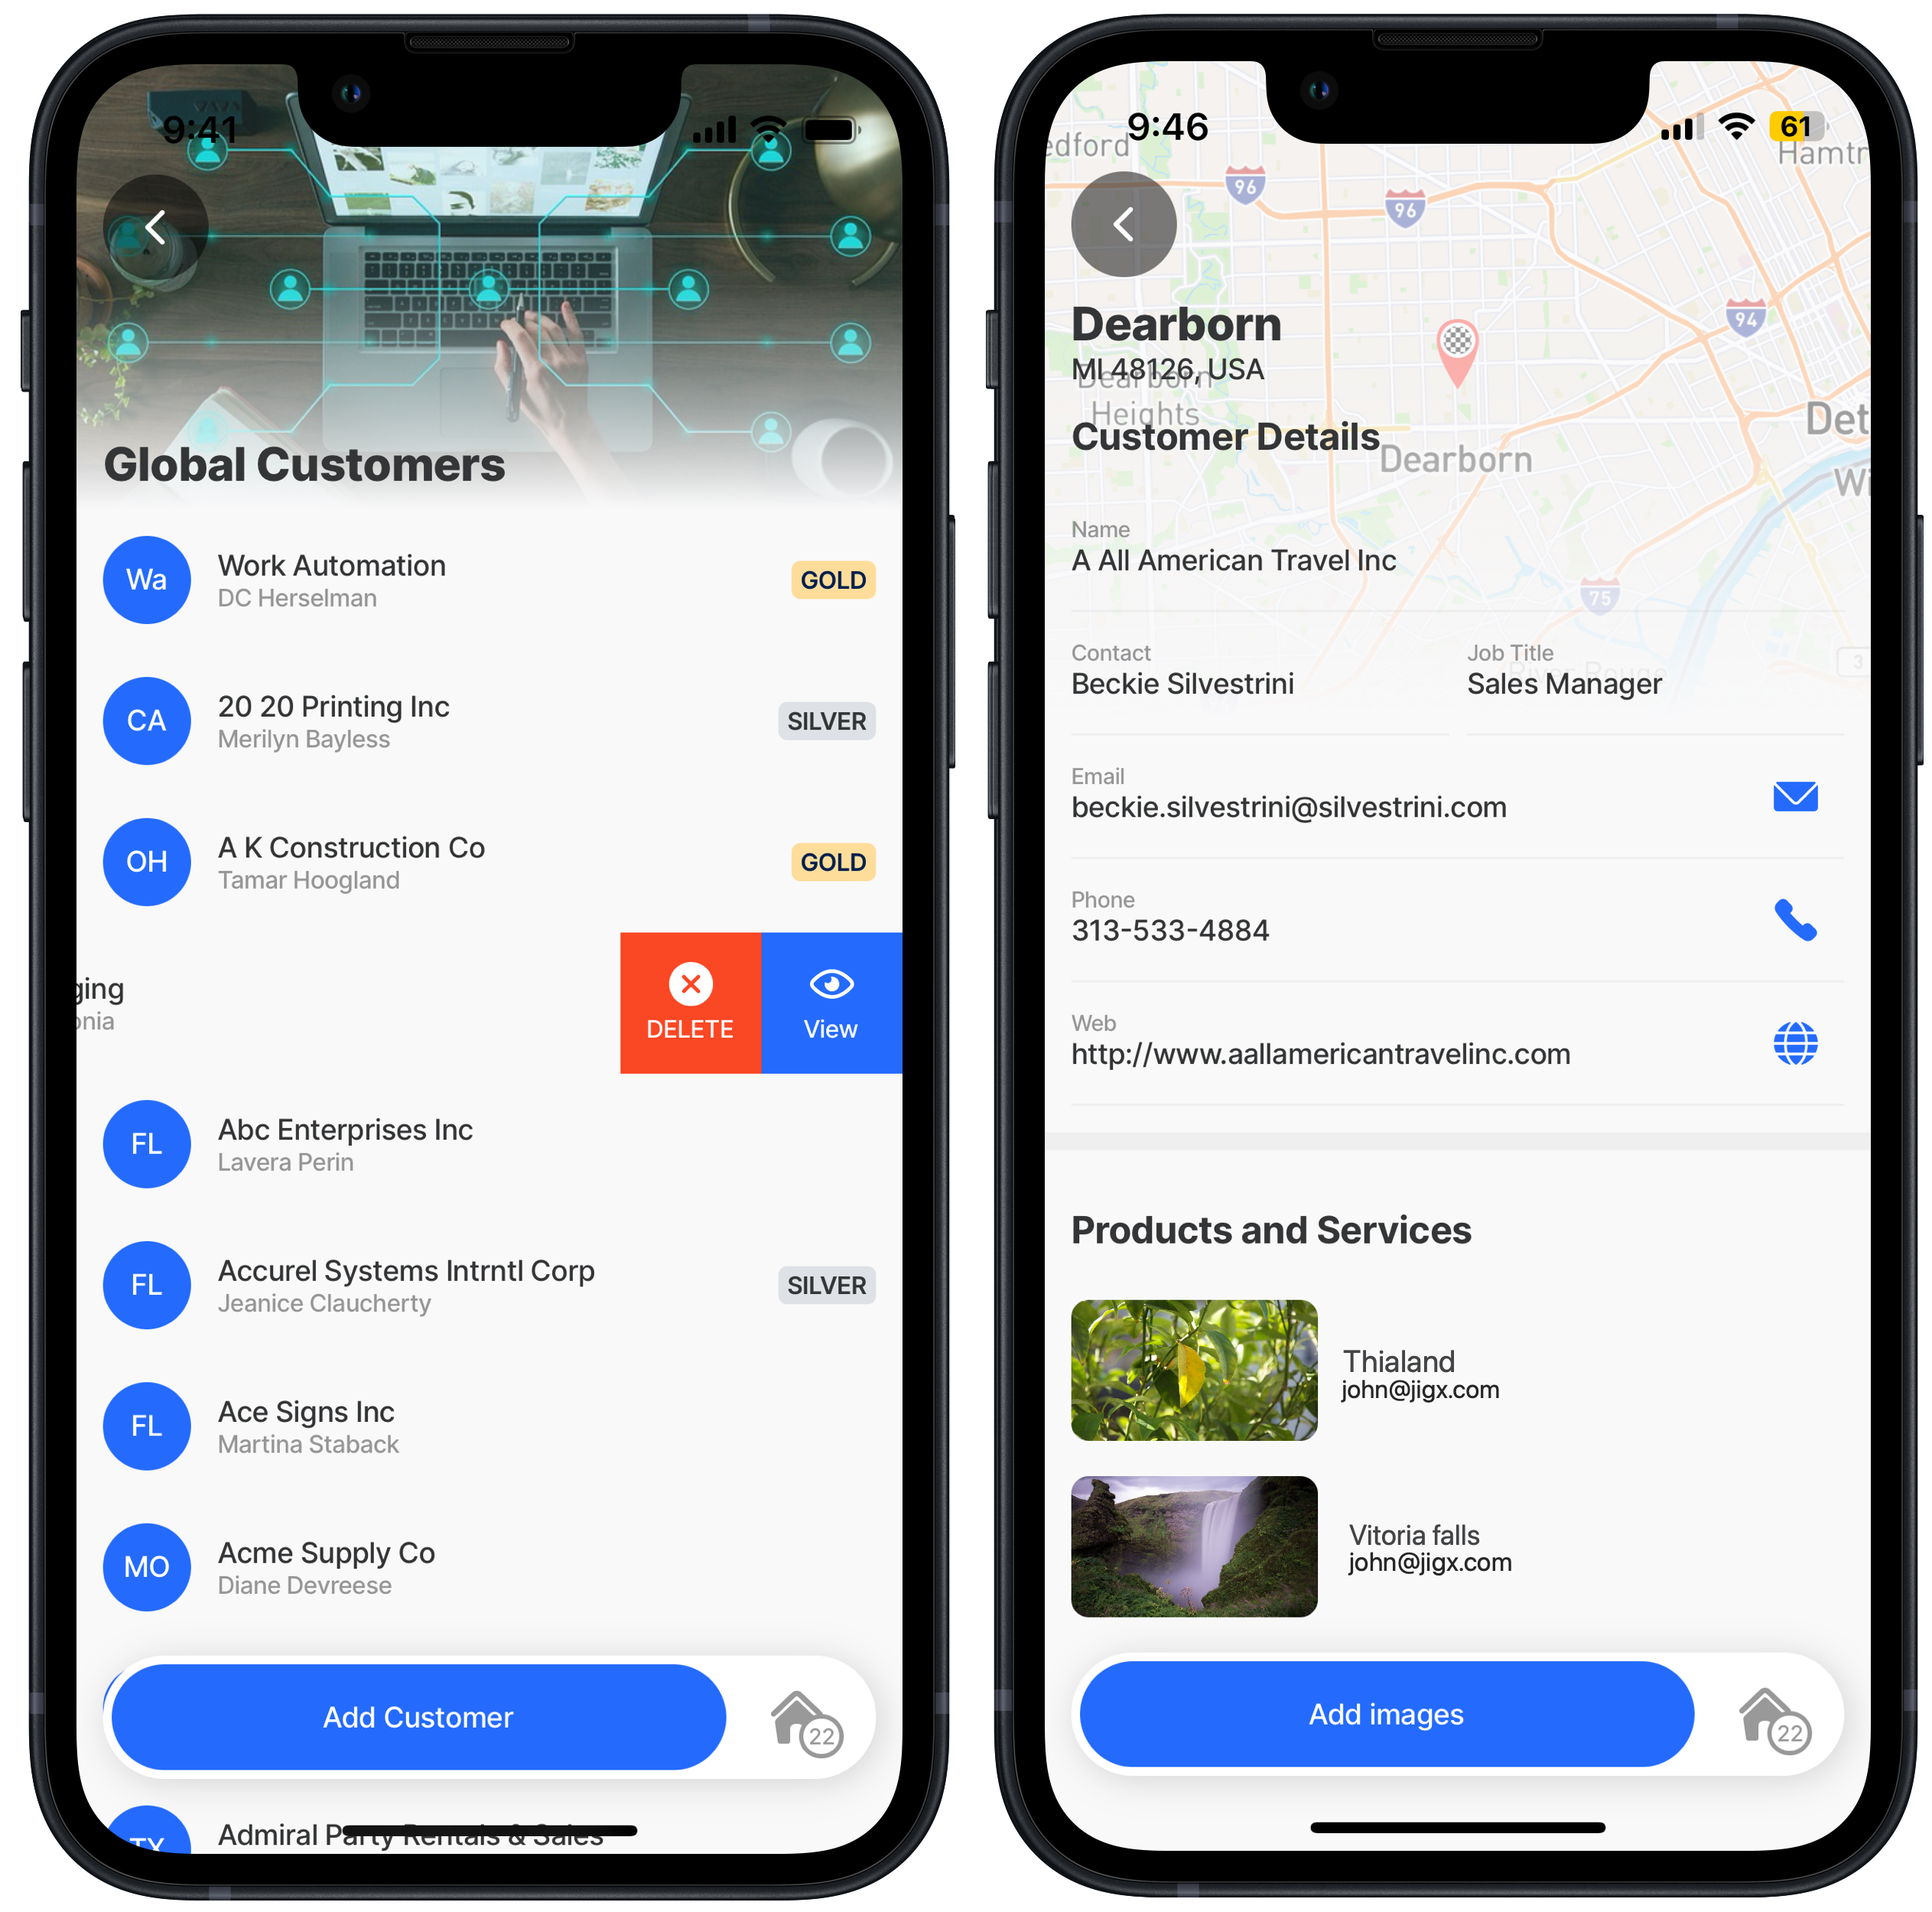 9:41
Global Customers
Wa
Work Automation
DC Herselman
GOLD
CA
20 20 Printing Inc
Merilyn Bayless
SILVER
OH
A K Construction Co
Tamar Hoogland
GOLD
ging
onia
DELETE
View
FL
Abc Enterprises Inc
Lavera Perin
FL
Accurel Systems Intrntl Corp
Jeanice Claucherty
SILVER
FL
Ace Signs Inc
Martina Staback
MO
Acme Supply Co
Diane Devreese
Add Customer
22
TX
Admiral Party Rentals & Sales
9:46
61
edford
Hamtr
96
96
94
Dearborn
MI 48126, USA
Dearborn
Heights
Customer Details
Dearborn
Det
Wi
Name
A All American Travel Inc
75
Contact
Beckie Silvestrini
Job Title
Sales Manager
River Rouge
3
Email
beckie.silvestrini@silvestrini.com
Phone
313-533-4884
Web
http://www.aallamericantravelinc.com
Products and Services
Thialand
john@jigx.com
Vitoria falls
john@jigx.com
Add images
22